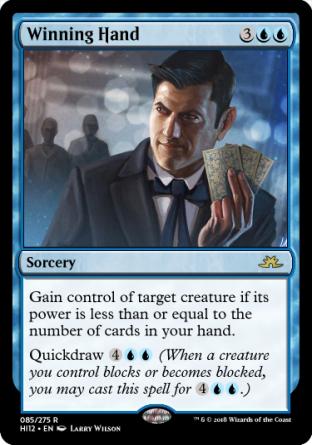 Winning Hand 3
Sorcery
Gain control of target creature if its
power is less than or equal to the
number of cards in your hand.
Quickdraw 4 (When a creature
you control blocks or becomes blocked,
you may cast this spell for 4 .)
085/275 R
HI12 • EN LARRY WILSON
™ & © 2018 Wizards of the Coast